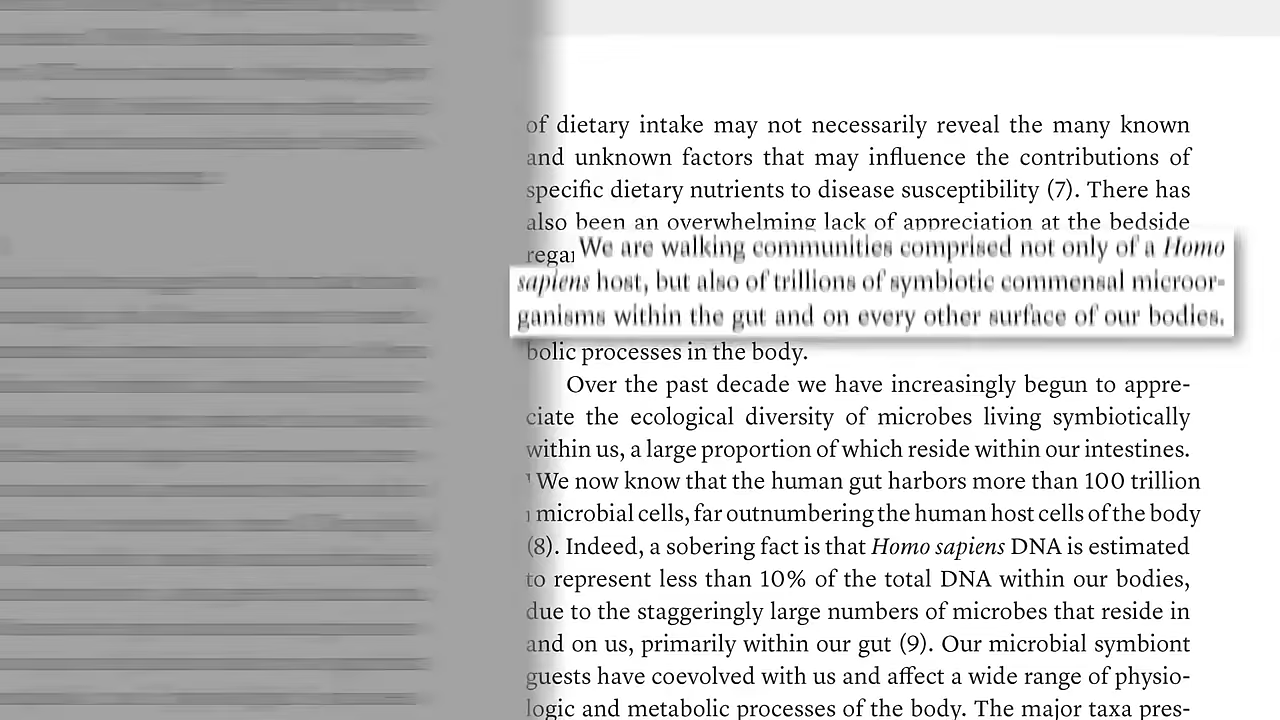 of dietary intake may not necessarily reveal the many known
and unknown factors that may influence the contributions of
specific dietary nutrients to disease susceptibility (7). There has
also been an overwhelming lack of appreciation at the bedside
We are walking communities comprised not only of a Homo
sapiens host, but also of trillions of symbiotic commensal microor-
ganisms within the gut and on every other surface of our bodies.
bolic processes in the body.
Over the past decade we have increasingly begun to appre-
ciate the ecological diversity of microbes living symbiotically
within us, a large proportion of which reside within our intestines.
We now know that the human gut harbors more than 100 trillion
microbial cells, far outnumbering the human host cells of the body
(8). Indeed, a sobering fact is that Homo sapiens DNA is estimated
to represent less than 10% of the total DNA within our bodies,
due to the staggeringly large numbers of microbes that reside in
and on us, primarily within our gut (9). Our microbial symbiont
guests have coevolved with us and affect a wide range of physio-
logic and metabolic processes of the body. The major taxa pres-